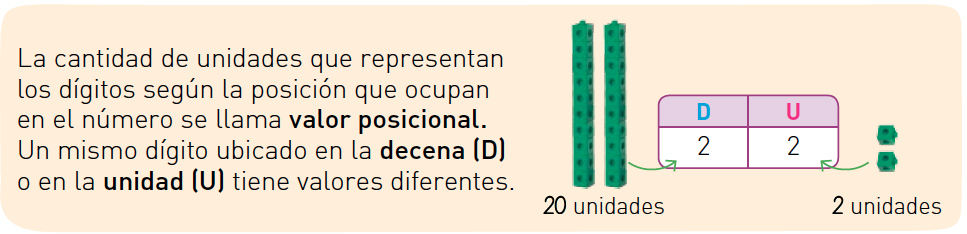 La cantidad de unidades que representan
los dígitos según la posición que ocupan
en el número se llama valor posicional.
Un mismo dígito ubicado en la decena (D)
o en la unidad (U) tiene valores diferentes.
D U
2 2
20 unidades
2 unidades